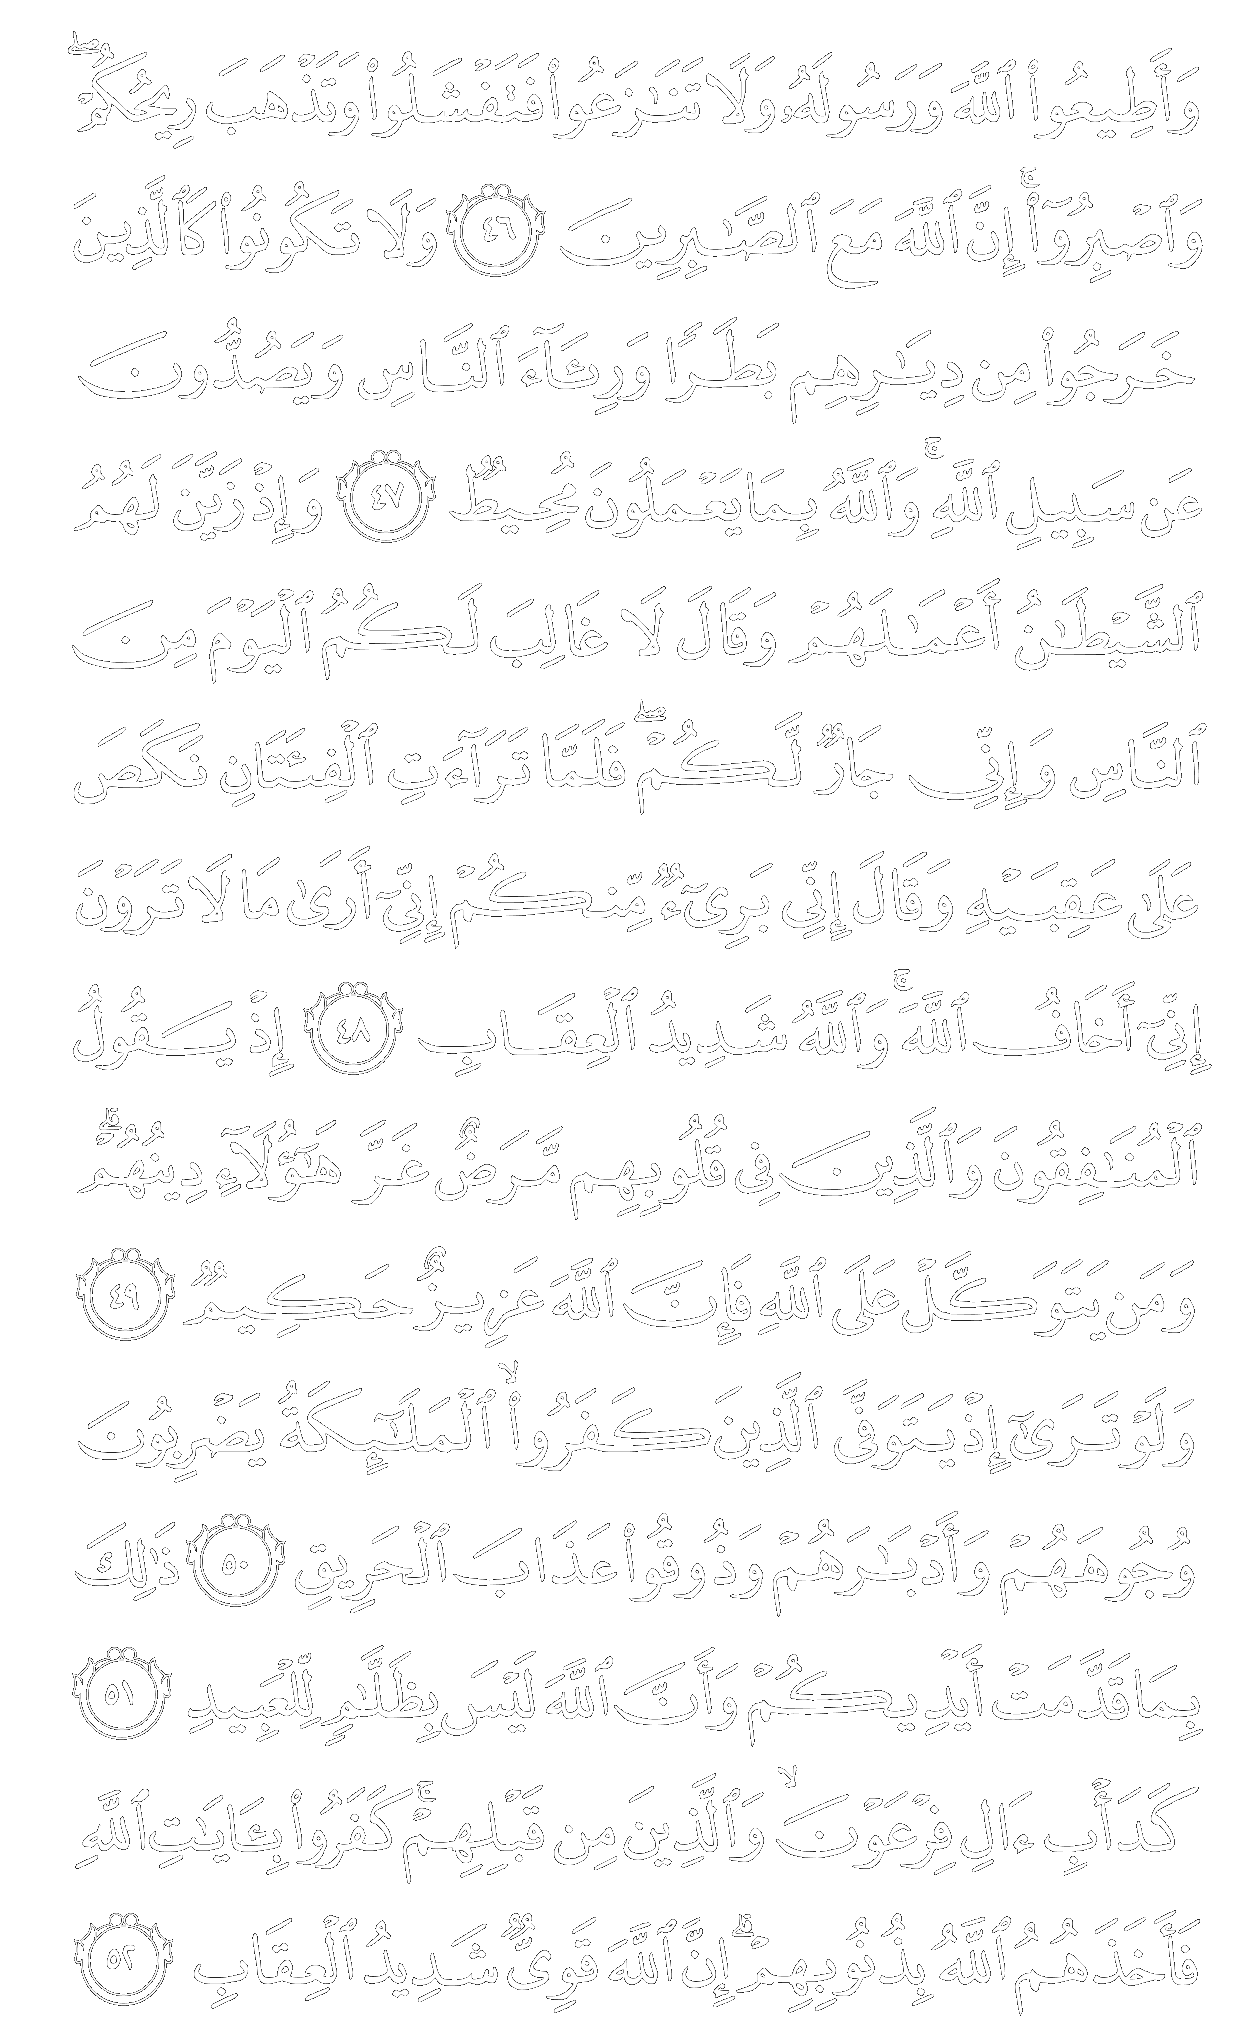 وَأَطِيعُوا۟ ٱللَّهَ وَرَسُولَهُۥ وَلَا تَنَـٰزَعُوا۟ فَتَفْشَلُوا۟ وَتَذْهَبَ رِيحُكُمْ ۖ
وَٱصْبِرُوٓا۟ ۚ إِنَّ ٱللَّهَ مَعَ ٱلصَّـٰبِرِينَ ٤٦ وَلَا تَكُونُوا۟ كَٱلَّذِينَ
خَرَجُوا۟ مِن دِيَـٰرِهِم بَطَرًا وَرِئَآءَ ٱلنَّاسِ وَيَصُدُّونَ
عَن سَبِيلِ ٱللَّهِ ۚ وَٱللَّهُ بِمَا يَعْمَلُونَ مُحِيطٌ ٤٧ وَإِذْ زَيَّنَ لَهُمُ
ٱلشَّيْطَـٰنُ أَعْمَـٰلَهُمْ وَقَالَ لَا غَالِبَ لَكُمُ ٱلْيَوْمَ مِنَ
ٱلنَّاسِ وَإِنِّى جَارٌ لَّكُمْ ۖ فَلَمَّا تَرَآءَتِ ٱلْفِئَتَانِ نَكَصَ
عَلَىٰ عَقِبَيْهِ وَقَالَ إِنِّى بَرِىٓءٌ مِّنكُمْ إِنِّىٓ أَرَىٰ مَا لَا تَرَوْنَ
إِنِّىٓ أَخَافُ ٱللَّهَ ۚ وَٱللَّهُ شَدِيدُ ٱلْعِقَابِ ٤٨ إِذْ يَقُولُ
ٱلْمُنَـٰفِقُونَ وَٱلَّذِينَ فِى قُلُوبِهِم مَّرَضٌ غَرَّ هَـٰٓؤُلَآءِ دِينُهُمْ ۗ
وَمَن يَتَوَكَّلْ عَلَى ٱللَّهِ فَإِنَّ ٱللَّهَ عَزِيزٌ حَكِيمٌ ٤٩
وَلَوْ تَرَىٰٓ إِذْ يَتَوَفَّى ٱلَّذِينَ كَفَرُوا۟ ۙ ٱلْمَلَـٰٓئِكَةُ يَضْرِبُونَ
وُجُوهَهُمْ وَأَدْبَـٰرَهُمْ وَذُوقُوا۟ عَذَابَ ٱلْحَرِيقِ ٥٠ ذَٰلِكَ
بِمَا قَدَّمَتْ أَيْدِيكُمْ وَأَنَّ ٱللَّهَ لَيْسَ بِظَلَّـٰمٍ لِّلْعَبِيدِ ٥١
كَدَأْبِ ءَالِ فِرْعَوْنَ ۙ وَٱلَّذِينَ مِن قَبْلِهِمْ ۚ كَفَرُوا۟ بِـَٔايَـٰتِ ٱللَّهِ
فَأَخَذَهُمُ ٱللَّهُ بِذُنُوبِهِمْ ۗ إِنَّ ٱللَّهَ قَوِىٌّ شَدِيدُ ٱلْعِقَابِ ٥٢